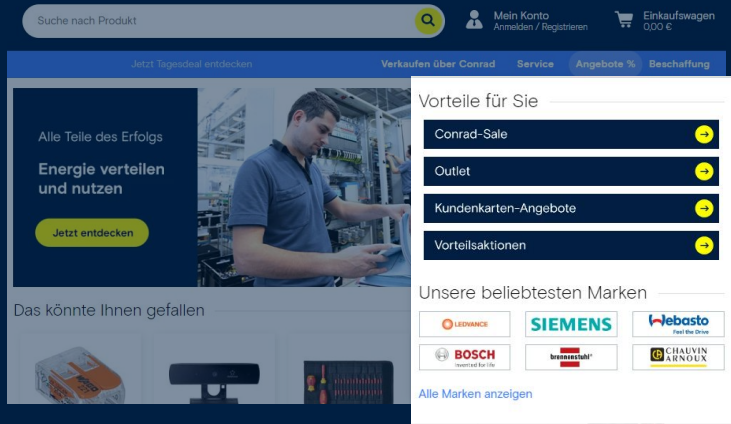 Suche nach Produkt
Mein Konto
Anmelden / Registrieren
Einkaufswagen
0,00 €
Jetzt Tagesdeal entdecken
Verkaufen über Conrad
Service
Angebote %
Beschaffung
Alle Teile des Erfolgs
Energie verteilen
und nutzen
Jetzt entdecken
Das könnte Ihnen gefallen
Vorteile für Sie
Conrad-Sale
Outlet
Kundenkarten-Angebote
Vorteilsaktionen
Unsere beliebtesten Marken
LEDVANCE
SIEMENS
Webasto
Feel the Drive
BOSCH
Invented for life
brennenstuhl®
CHAUVIN
ARNOUX
Alle Marken anzeigen